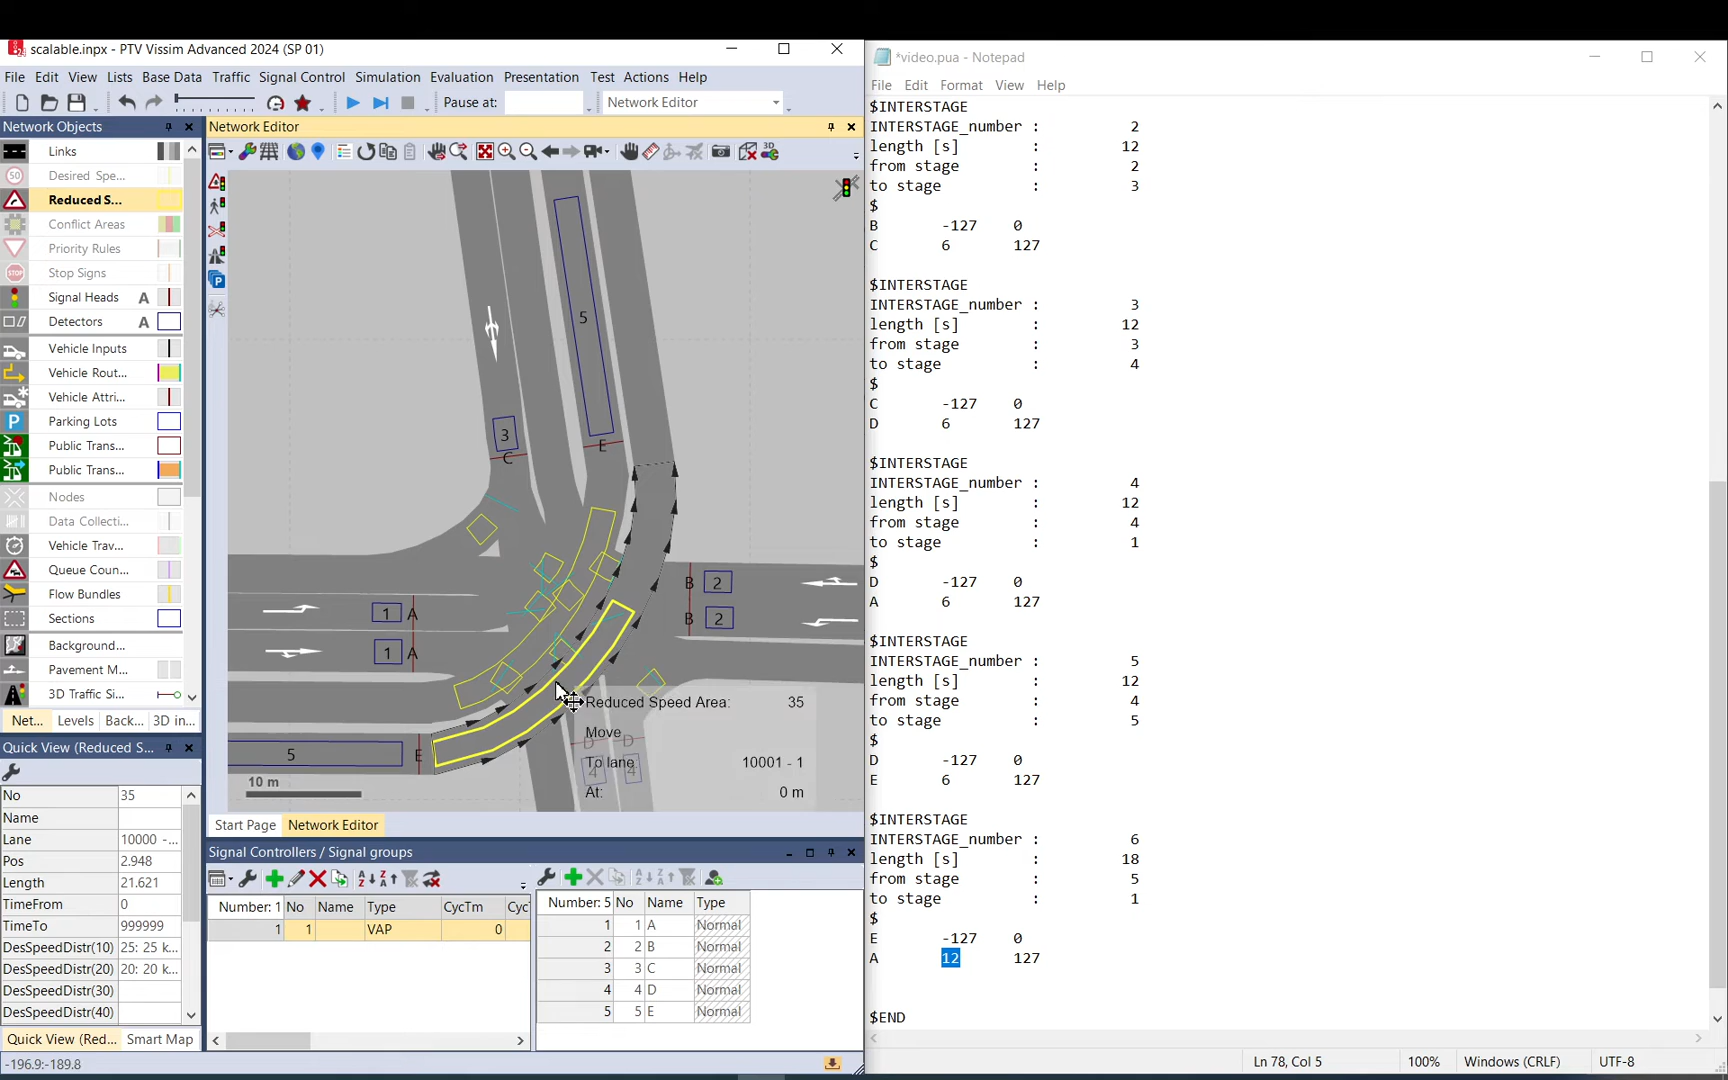 scalable.inpx - PTV Vissim Advanced 2024 (SP 01)
File Edit View Lists Base Data Traffic Signal Control Simulation Evaluation Presentation Test Actions Help
Pause at: Network Editor
Network Objects
Links
50 Desired Spe...
Reduced S...
Conflict Areas
Priority Rules
STOP Stop Signs
Signal Heads A
Detectors A
Vehicle Inputs
Vehicle Rout...
Vehicle Attri...
P Parking Lots
Public Trans...
Public Trans...
Nodes
Data Collecti...
Vehicle Trav...
Queue Coun...
Flow Bundles
Sections
Background...
Pavement M...
3D Traffic Si...
Net... Levels Back... 3D in...
Quick View (Reduced S...
No 35
Name
Lane 10000 -...
Pos 2.948
Length 21.621
TimeFrom 0
TimeTo 999999
DesSpeedDistr(10) 25: 25 k...
DesSpeedDistr(20) 20: 20 k...
DesSpeedDistr(30)
DesSpeedDistr(40)
Quick View (Red... Smart Map
-196.9:-189.8
Network Editor
5
3
C
E
B 2
B 2
1 A
1 A
5 E
D D
4 4
10 m
Reduced Speed Area: 35
Move
To lane: 10001 - 1
At: 0 m
Start Page Network Editor
Signal Controllers / Signal groups
Number: 1 No Name Type CycTm Cyc
1 1 VAP 0
Number: 5 No Name Type
1 1 A Normal
2 2 B Normal
3 3 C Normal
4 4 D Normal
5 5 E Normal
*video.pua - Notepad
File Edit Format View Help
$INTERSTAGE
INTERSTAGE_number : 2
length [s] : 12
from stage : 2
to stage : 3
$
B -127 0
C 6 127
$INTERSTAGE
INTERSTAGE_number : 3
length [s] : 12
from stage : 3
to stage : 4
$
C -127 0
D 6 127
$INTERSTAGE
INTERSTAGE_number : 4
length [s] : 12
from stage : 4
to stage : 1
$
D -127 0
A 6 127
$INTERSTAGE
INTERSTAGE_number : 5
length [s] : 12
from stage : 4
to stage : 5
$
D -127 0
E 6 127
$INTERSTAGE
INTERSTAGE_number : 6
length [s] : 18
from stage : 5
to stage : 1
$
E -127 0
A 12 127
$END
Ln 78, Col 5 100% Windows (CRLF) UTF-8